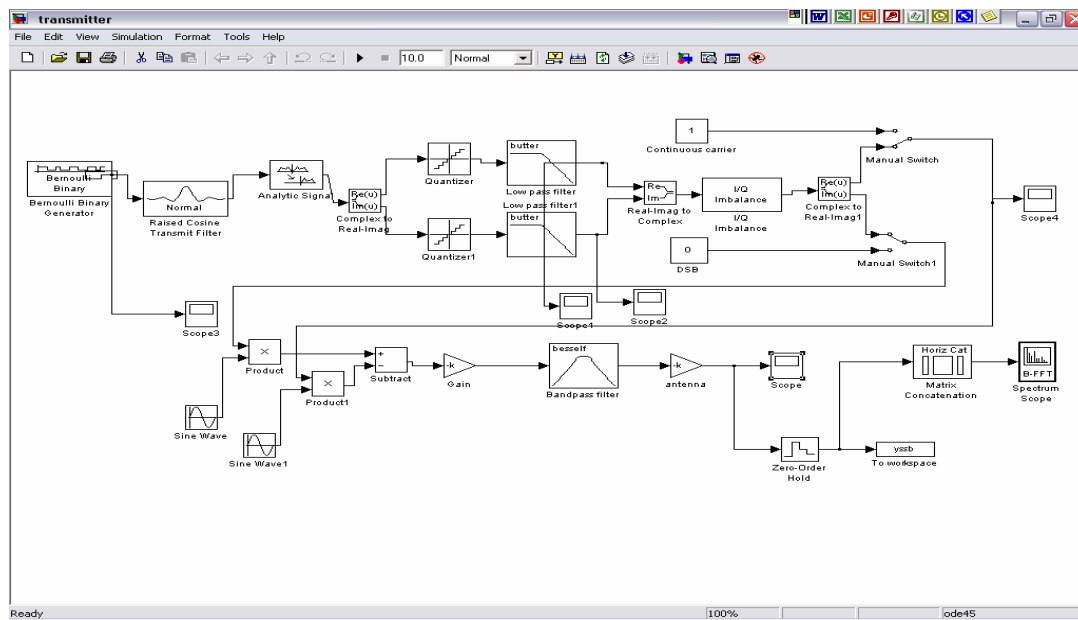 transmitter
File Edit View Simulation Format Tools Help
10.0 Normal
1
Continuous carrier
Manual Switch
butter
Low pass filter
Quantizer
Bernoulli
Binary
Bernoulli Binary
Generator
Normal
Raised Cosine
Transmit Filter
Analytic Signal
Re(u)
Im(u)
Complex to
Real-Imag
butter
Low pass filter1
Quantizer1
Re
Im
Real-Imag to
Complex
I/Q
Imbalance
I/Q
Imbalance
Re(u)
Im(u)
Complex to
Real-Imag1
Scope4
0
DSB
Manual Switch1
Scope3
Scope1
Scope2
×
Product
×
Product1
+
−
Subtract
-K
Gain
besself
Bandpass filter
-K
antenna
Scope
Horiz Cat
Matrix
Concatenation
B-FFT
Spectrum
Scope
Sine Wave
Sine Wave1
Zero-Order
Hold
yssb
To workspace
Ready 100% ode45